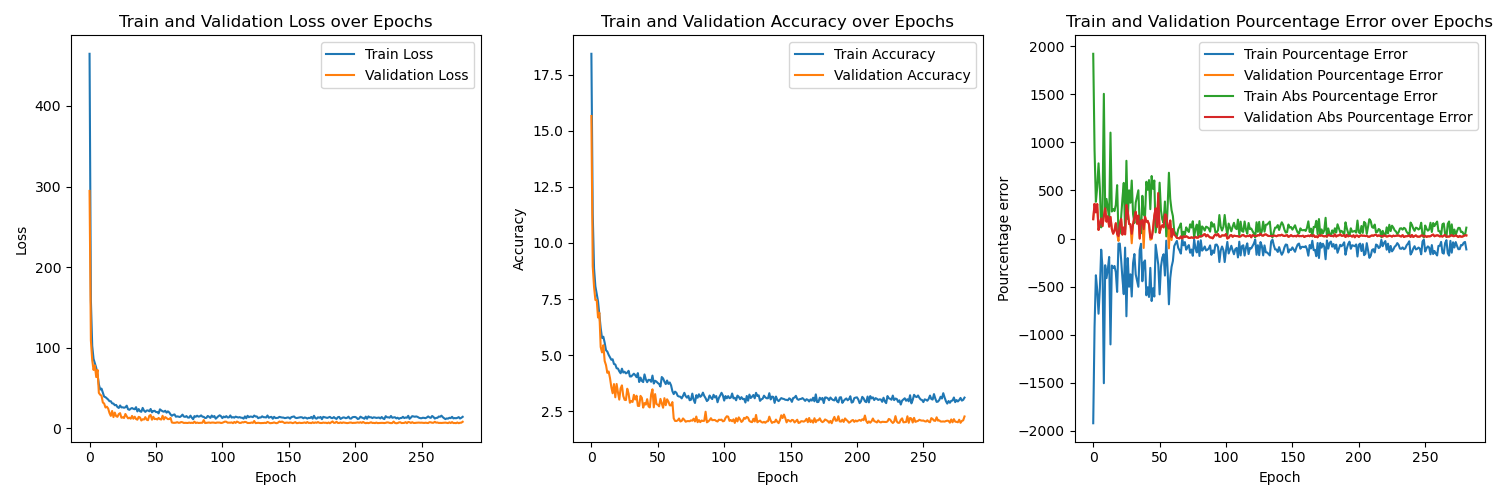 Train and Validation Loss over Epochs
Train Loss
Validation Loss
400
300
200
100
0
Loss
0 50 100 150 200 250
Epoch
Train and Validation Accuracy over Epochs
Train Accuracy
Validation Accuracy
17.5
15.0
12.5
10.0
7.5
5.0
2.5
Accuracy
0 50 100 150 200 250
Epoch
Train and Validation Pourcentage Error over Epochs
Train Pourcentage Error
Validation Pourcentage Error
Train Abs Pourcentage Error
Validation Abs Pourcentage Error
2000
1500
1000
500
0
−500
−1000
−1500
−2000
Pourcentage error
0 50 100 150 200 250
Epoch